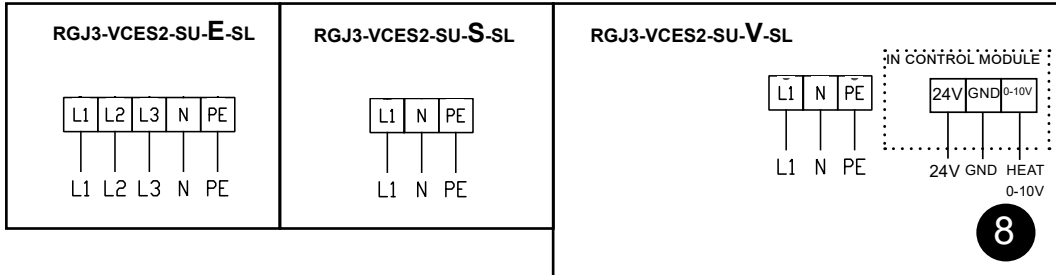 RGJ3-VCES2-SU-E-SL
L1 L2 L3 N PE
L1 L2 L3 N PE
RGJ3-VCES2-SU-S-SL
L1 N PE
L1 N PE
RGJ3-VCES2-SU-V-SL
L1 N PE
L1 N PE
IN CONTROL MODULE
24V GND 0-10V
24V GND HEAT
0-10V
8